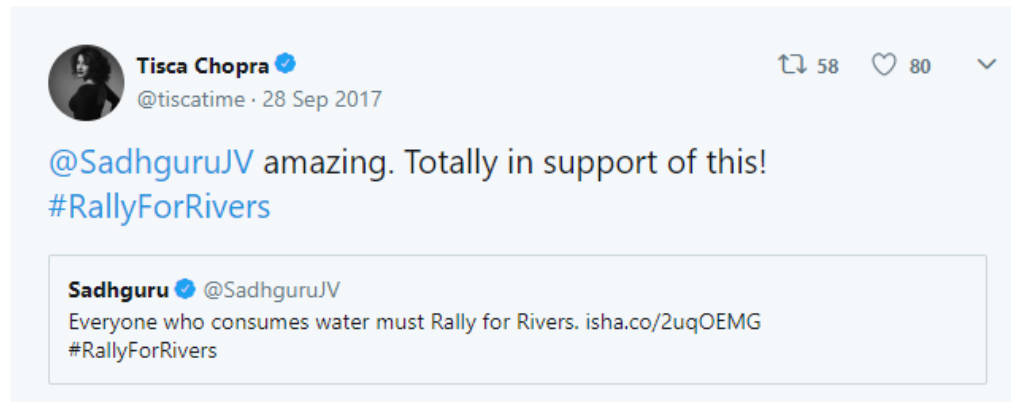 Tisca Chopra
58 80
@tiscatime · 28 Sep 2017
@SadhguruJV amazing. Totally in support of this!
#RallyForRivers
Sadhguru @SadhguruJV
Everyone who consumes water must Rally for Rivers. isha.co/2uqOEMG
#RallyForRivers